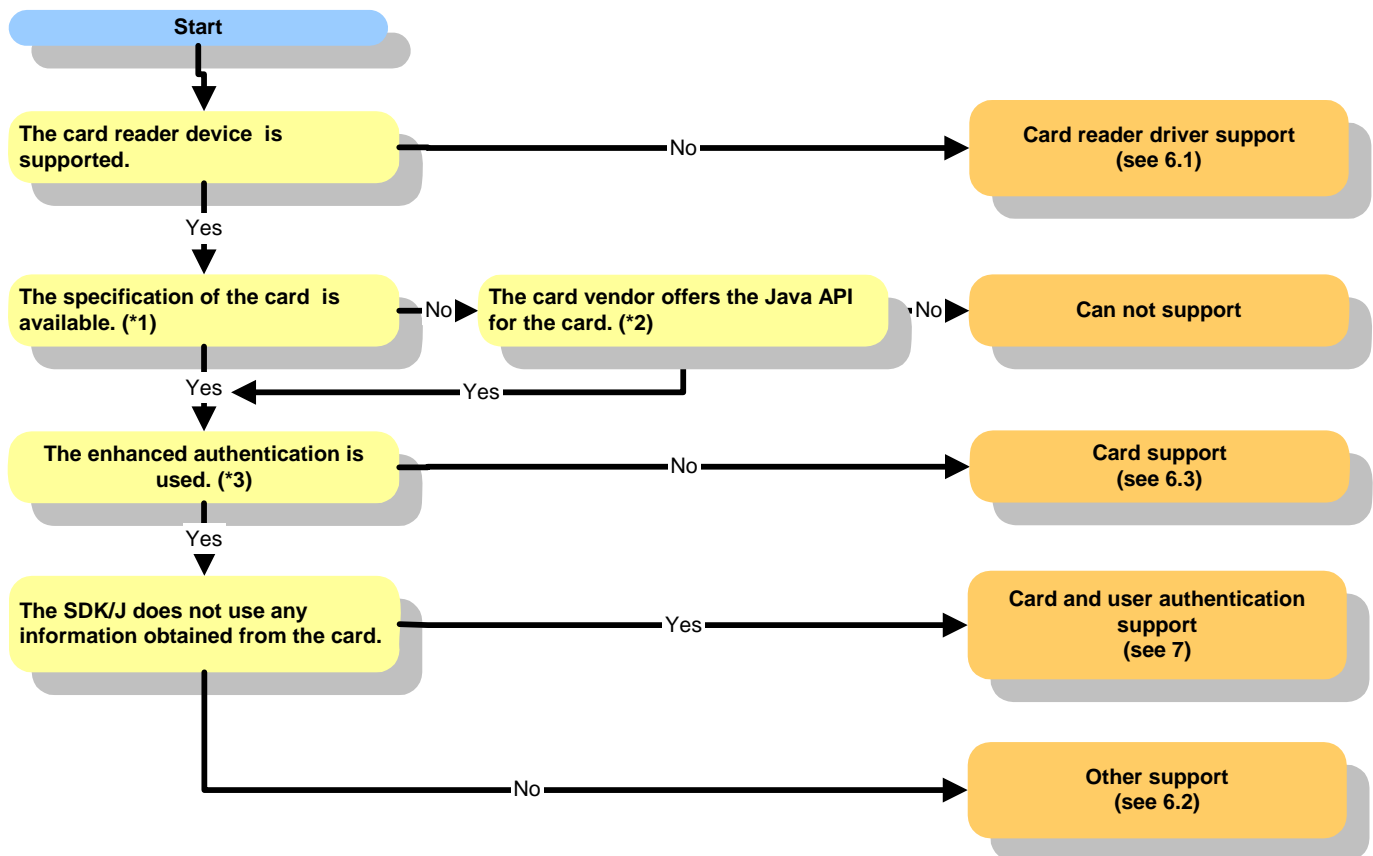 Start
The card reader device is
supported.
No
Card reader driver support
(see 6.1)
Yes
The specification of the card is
available. (*1)
No
The card vendor offers the Java API
for the card. (*2)
No
Can not support
Yes
Yes
The enhanced authentication is
used. (*3)
No
Card support
(see 6.3)
Yes
The SDK/J does not use any
information obtained from the card.
Yes
Card and user authentication
support
(see 7)
No
Other support
(see 6.2)